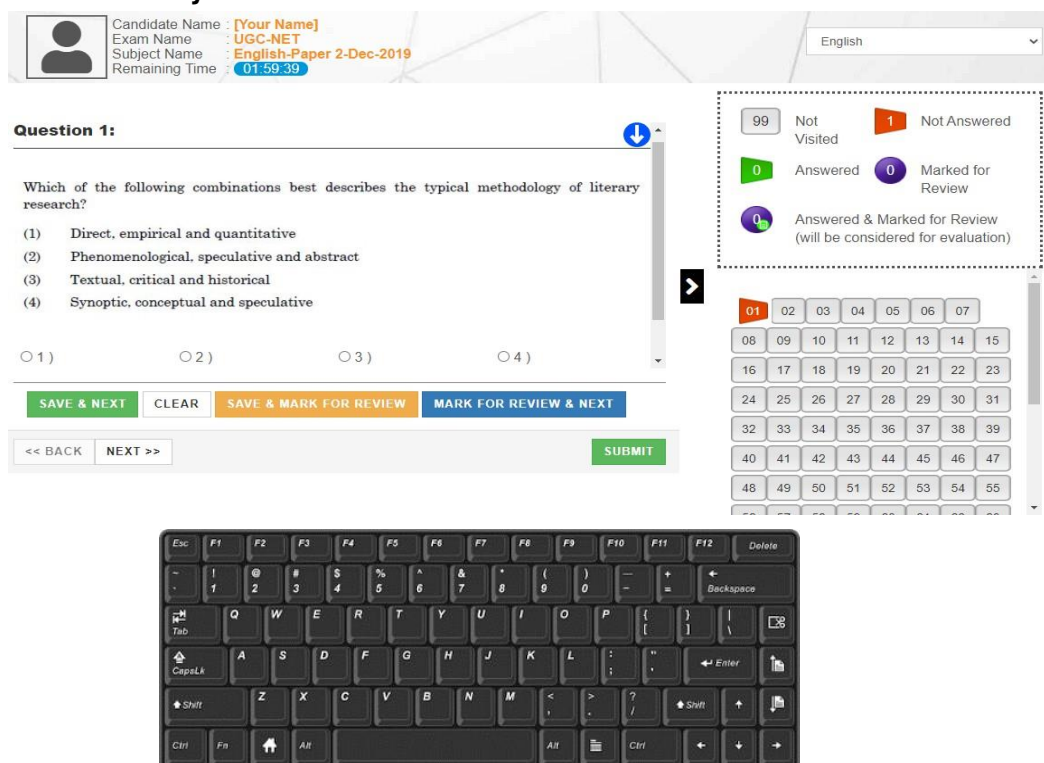 Candidate Name : [Your Name]
Exam Name : UGC-NET
Subject Name : English-Paper 2-Dec-2019
Remaining Time : 01:59:39
English
Question 1:
Which of the following combinations best describes the typical methodology of literary
research?
(1) Direct, empirical and quantitative
(2) Phenomenological, speculative and abstract
(3) Textual, critical and historical
(4) Synoptic, conceptual and speculative
1 ) 2 ) 3 ) 4 )
SAVE & NEXT CLEAR SAVE & MARK FOR REVIEW MARK FOR REVIEW & NEXT
<< BACK NEXT >> SUBMIT
99 Not Visited 1 Not Answered
0 Answered 0 Marked for Review
0 Answered & Marked for Review
(will be considered for evaluation)
01 02 03 04 05 06 07
08 09 10 11 12 13 14 15
16 17 18 19 20 21 22 23
24 25 26 27 28 29 30 31
32 33 34 35 36 37 38 39
40 41 42 43 44 45 46 47
48 49 50 51 52 53 54 55
Esc F1 F2 F3 F4 F5 F6 F7 F8 F9 F10 F11 F12 Delete
~ ! @ # $ % ^ & * ( ) — + ←
1 2 3 4 5 6 7 8 9 0 - = Backspace
Tab Q W E R T Y U I O P { [ } ] | \
CapsLk A S D F G H J K L : ; " ' Enter
Shift Z X C V B N M < , > . ? / Shift ↑
Ctrl Fn Alt Alt Ctrl ← ↓ →